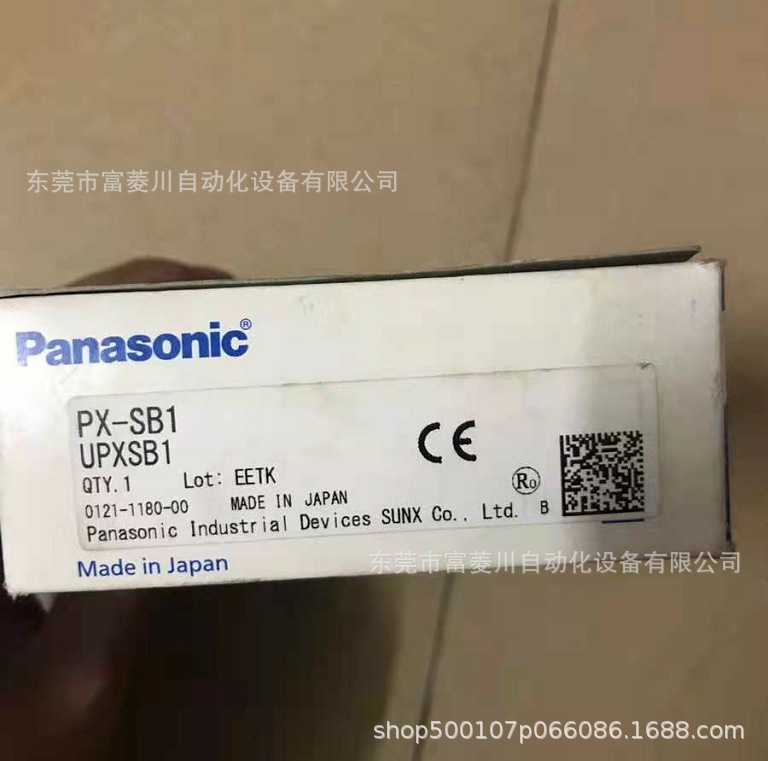 东莞市富菱川自动化设备有限公司
Panasonic®
PX-SB1
UPXSB1
CE
QTY.1 Lot: EETK
Ro
0121-1180-00 MADE IN JAPAN
Panasonic Industrial Devices SUNX Co., Ltd. B
Made in Japan
东莞市富菱川自动化设备有限公司
shop500107p066086.1688.com